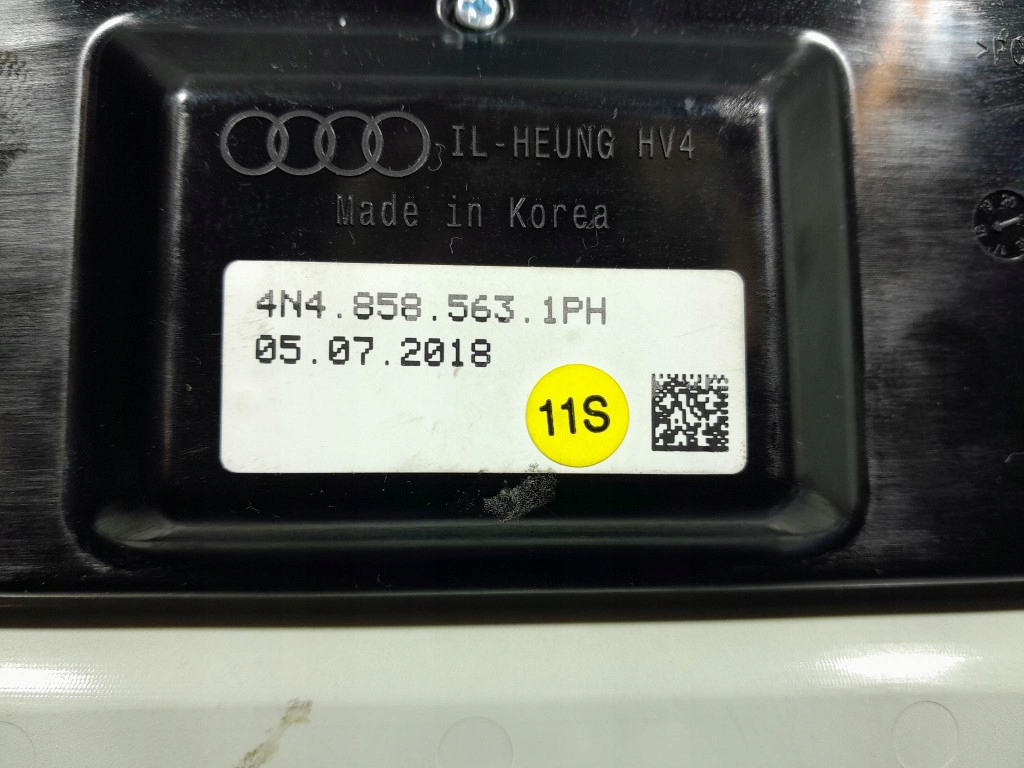 IL-HEUNG HV4
Made in Korea
4N4.858.563.1PH
05.07.2018
11S